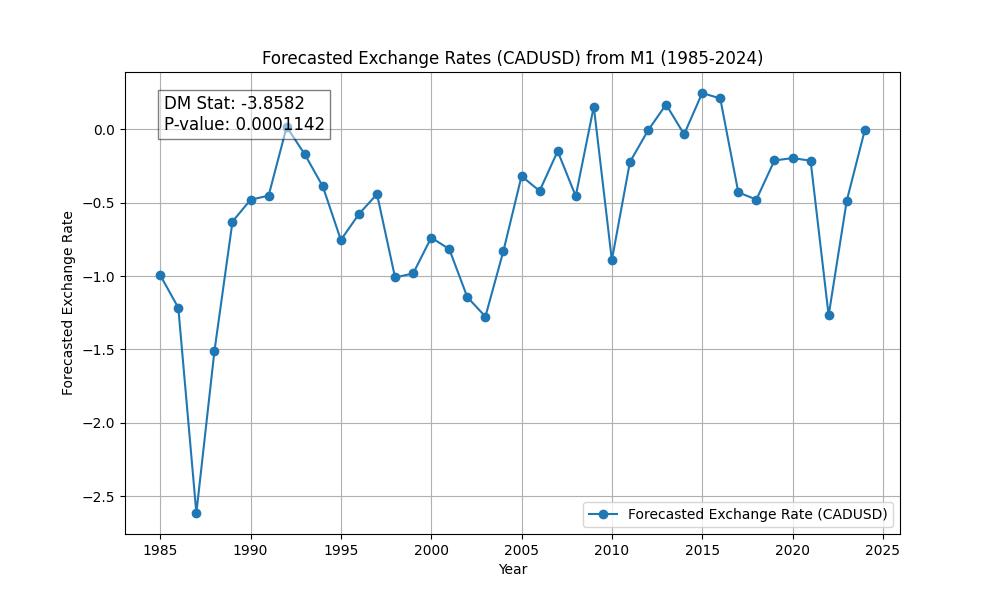 Forecasted Exchange Rates (CADUSD) from M1 (1985-2024)
DM Stat: -3.8582
P-value: 0.0001142
0.0
−0.5
−1.0
−1.5
−2.0
−2.5
Forecasted Exchange Rate
Forecasted Exchange Rate (CADUSD)
1985 1990 1995 2000 2005 2010 2015 2020 2025
Year